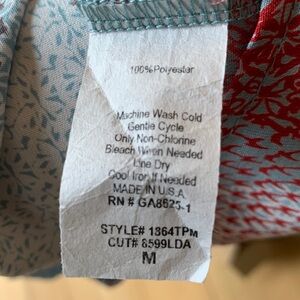 100%Polyester
Machine Wash Cold
Gentle Cycle
Only Non-Chlorine
Bleach When Needed
Line Dry
Cool Iron If Needed
MADE IN U.S.A
RN # GA8625-1
STYLE# 1364TPM
CUT# 8599LDA
M